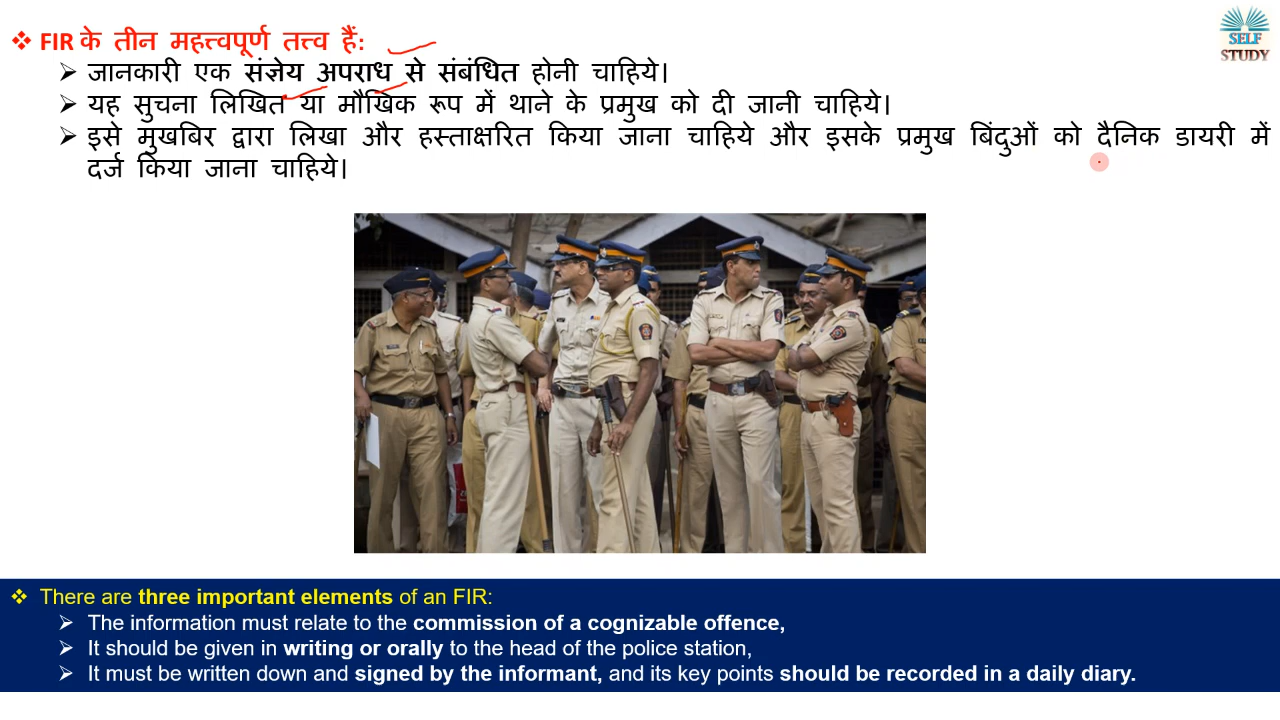 SELF
STUDY
❖ FIR के तीन महत्त्वपूर्ण तत्त्व हैं:
➢ जानकारी एक संज्ञेय अपराध से संबंधित होनी चाहिये।
➢ यह सुचना लिखित या मौखिक रूप में थाने के प्रमुख को दी जानी चाहिये।
➢ इसे मुखबिर द्वारा लिखा और हस्ताक्षरित किया जाना चाहिये और इसके प्रमुख बिंदुओं को दैनिक डायरी में
दर्ज किया जाना चाहिये।
❖ There are three important elements of an FIR:
➢ The information must relate to the commission of a cognizable offence,
➢ It should be given in writing or orally to the head of the police station,
➢ It must be written down and signed by the informant, and its key points should be recorded in a daily diary.